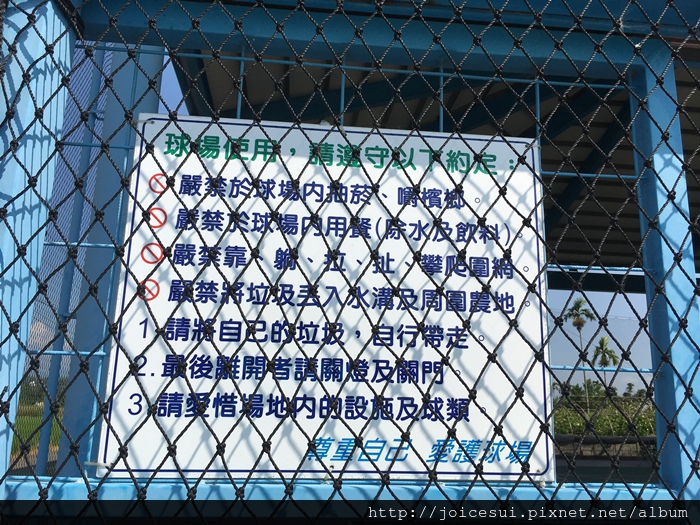 球場使用，請遵守以下約定：
嚴禁於球場內抽菸、嚼檳榔。
嚴禁於球場內用餐(除水及飲料)。
嚴禁靠、躺、拉、扯、攀爬圍網。
嚴禁將垃圾丟入水溝及周圍農地。
1.請將自己的垃圾，自行帶走。
2.最後離開者請關燈及關門。
3.請愛惜場地內的設施及球類。
尊重自己 愛護球場
http://joicesui.pixnet.net/album